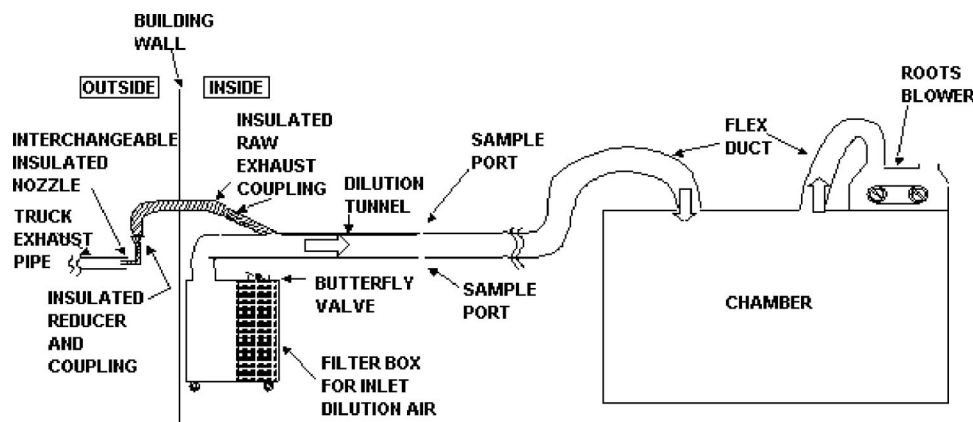 BUILDING
WALL
OUTSIDE
INSIDE
ROOTS
BLOWER
INTERCHANGEABLE
INSULATED
NOZZLE
INSULATED
RAW
EXHAUST
COUPLING
SAMPLE
PORT
FLEX
DUCT
DILUTION
TUNNEL
TRUCK
EXHAUST
PIPE
INSULATED
REDUCER
AND
COUPLING
BUTTERFLY
VALVE
SAMPLE
PORT
CHAMBER
FILTER BOX
FOR INLET
DILUTION AIR